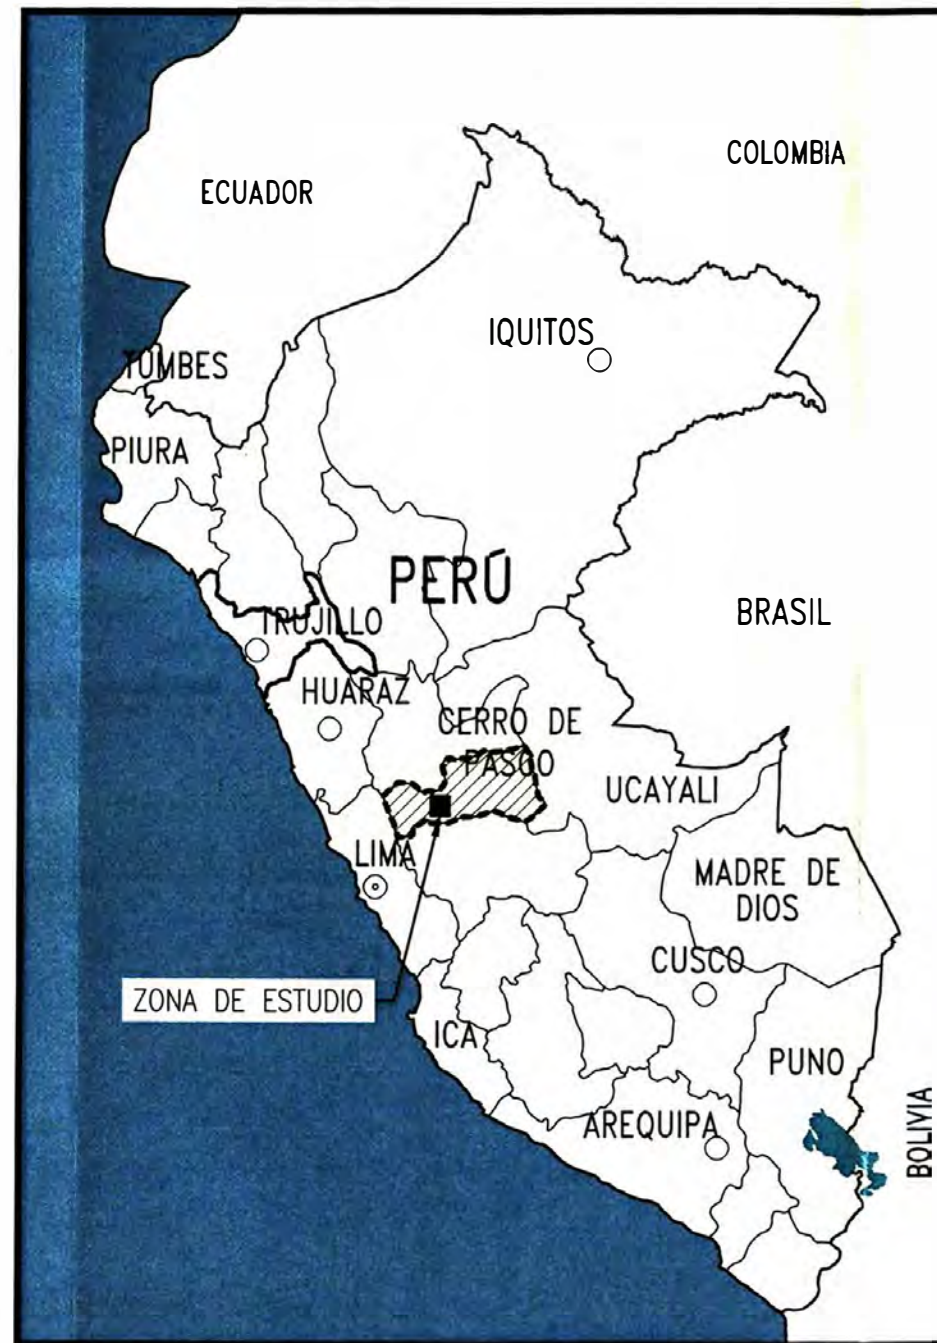 COLOMBIA
ECUADOR
IQUITOS
TUMBES
PIURA
PERÚ
BRASIL
TRUJILLO
HUARAZ
CERRO DE
PASCO
UCAYALI
LIMA
MADRE DE
DIOS
CUSCO
ZONA DE ESTUDIO
ICA
PUNO
AREQUIPA
BOLIVIA